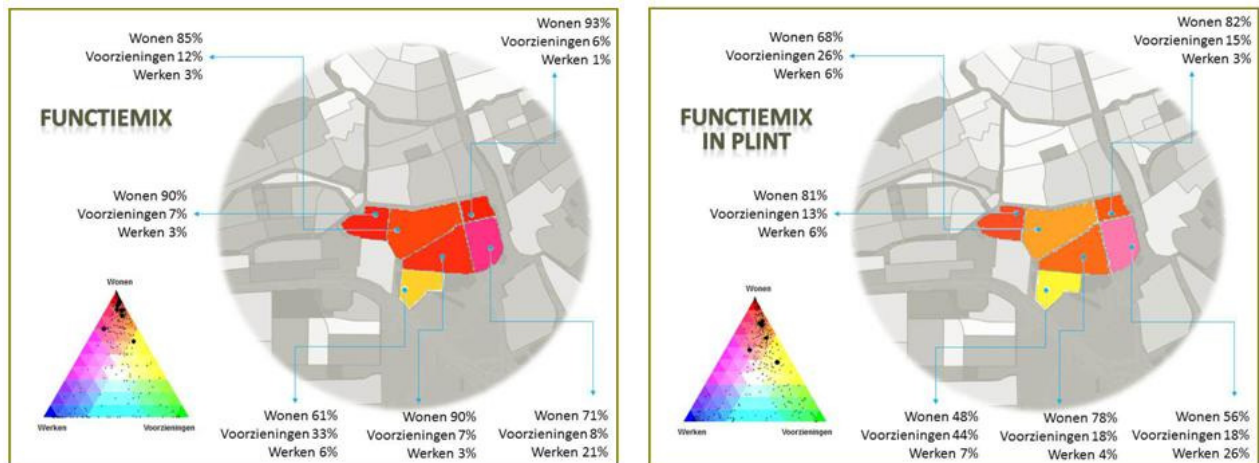 Wonen 85%
Voorzieningen 12%
Werken 3%
Wonen 93%
Voorzieningen 6%
Werken 1%
FUNCTIEMIX
Wonen 90%
Voorzieningen 7%
Werken 3%
Wonen
Werken
Voorzieningen
Wonen 61%
Voorzieningen 33%
Werken 6%
Wonen 90%
Voorzieningen 7%
Werken 3%
Wonen 71%
Voorzieningen 8%
Werken 21%
Wonen 68%
Voorzieningen 26%
Werken 6%
Wonen 82%
Voorzieningen 15%
Werken 3%
FUNCTIEMIX
IN PLINT
Wonen 81%
Voorzieningen 13%
Werken 6%
Wonen
Werken
Voorzieningen
Wonen 48%
Voorzieningen 44%
Werken 7%
Wonen 78%
Voorzieningen 18%
Werken 4%
Wonen 56%
Voorzieningen 18%
Werken 26%